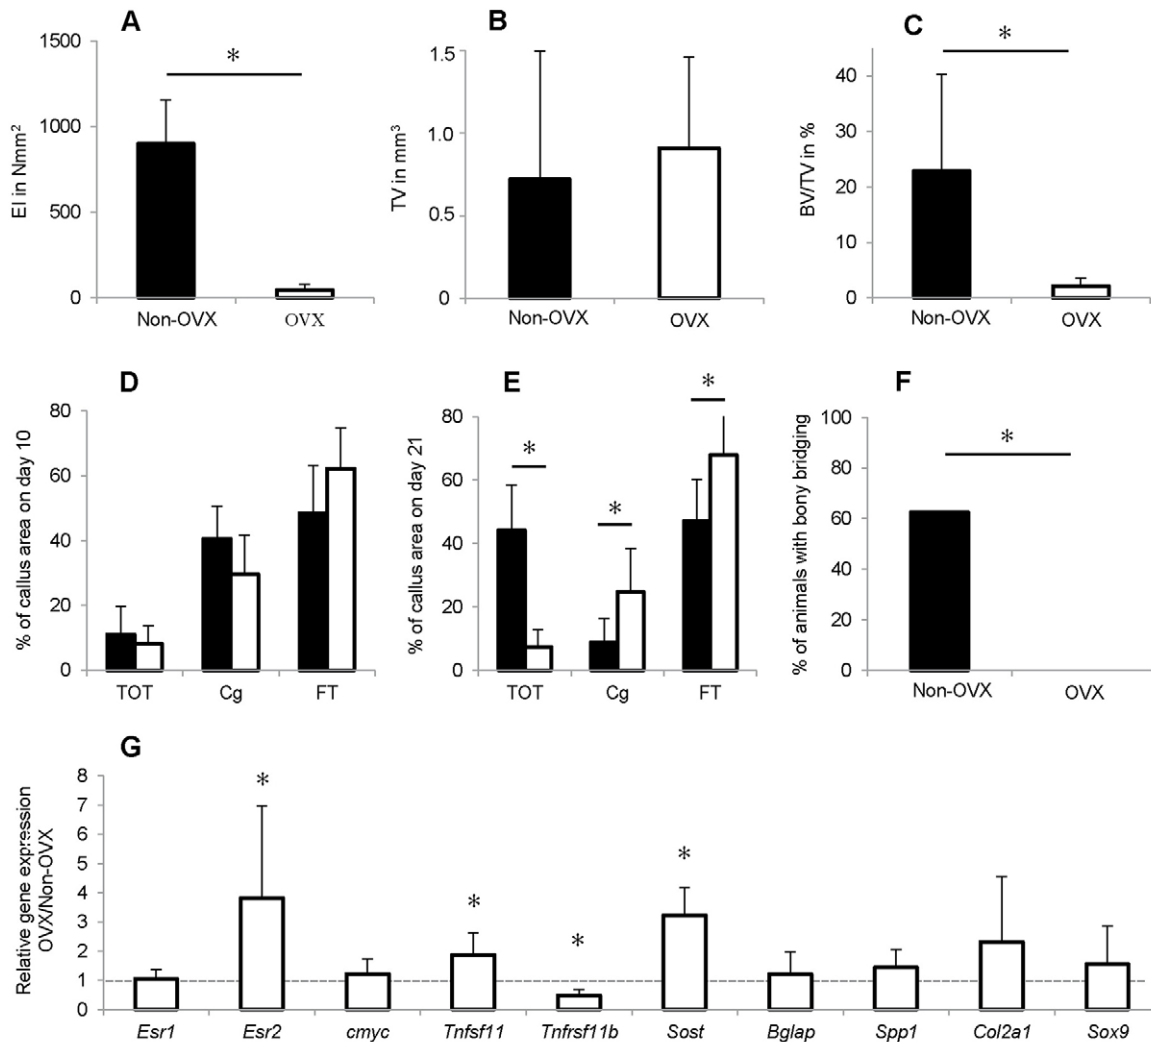 A
EI in Nmm²
1500
1000
500
0
*
Non-OVX
OVX
B
TV in mm³
1.5
1.0
0.5
0
Non-OVX
OVX
C
BV/TV in %
40
30
20
10
0
*
Non-OVX
OVX
D
% of callus area on day 10
80
60
40
20
0
TOT
Cg
FT
E
% of callus area on day 21
80
60
40
20
0
*
*
*
TOT
Cg
FT
F
% of animals with bony bridging
100
80
60
40
20
0
*
Non-OVX
OVX
G
Relative gene expression
OVX/Non-OVX
8
7
6
5
4
3
2
1
0
*
*
*
*
Esr1
Esr2
cmyc
Tnfsf11
Tnfrsf11b
Sost
Bglap
Spp1
Col2a1
Sox9